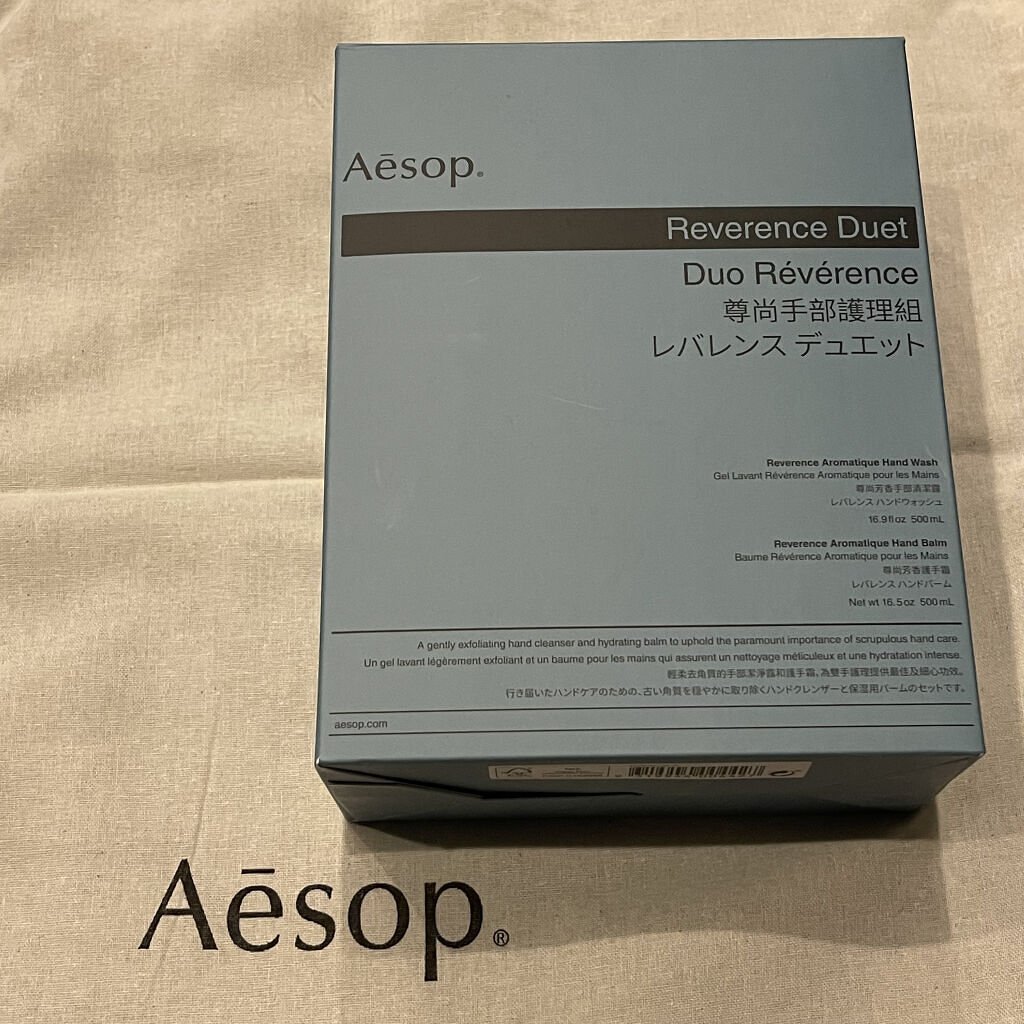 Aēsop®
Reverence Duet
Duo Révérence
尊尚手部護理組
レバレンス デュエット
Reverence Aromatique Hand Wash
Gel Lavant Révérence Aromatique pour les Mains
尊尚芳香手部清潔露
レバレンス ハンドウォッシュ
16.9 fl oz 500 mL
Reverence Aromatique Hand Balm
Baume Révérence Aromatique pour les Mains
尊尚芳香護手霜
レバレンス ハンドバーム
Net wt 16.5 oz 500 mL
A gently exfoliating hand cleanser and hydrating balm to uphold the paramount importance of scrupulous hand care.
Un gel lavant légèrement exfoliant et un baume pour les mains qui assurent un nettoyage méticuleux et une hydratation intense.
輕柔去角質的手部潔淨露和護手霜,為雙手護理提供最佳及細心功效。
行き届いたハンドケアのための、古い角質を穏やかに取り除くハンドクレンザーと保湿用バームのセットです。
aesop.com
Aēsop®